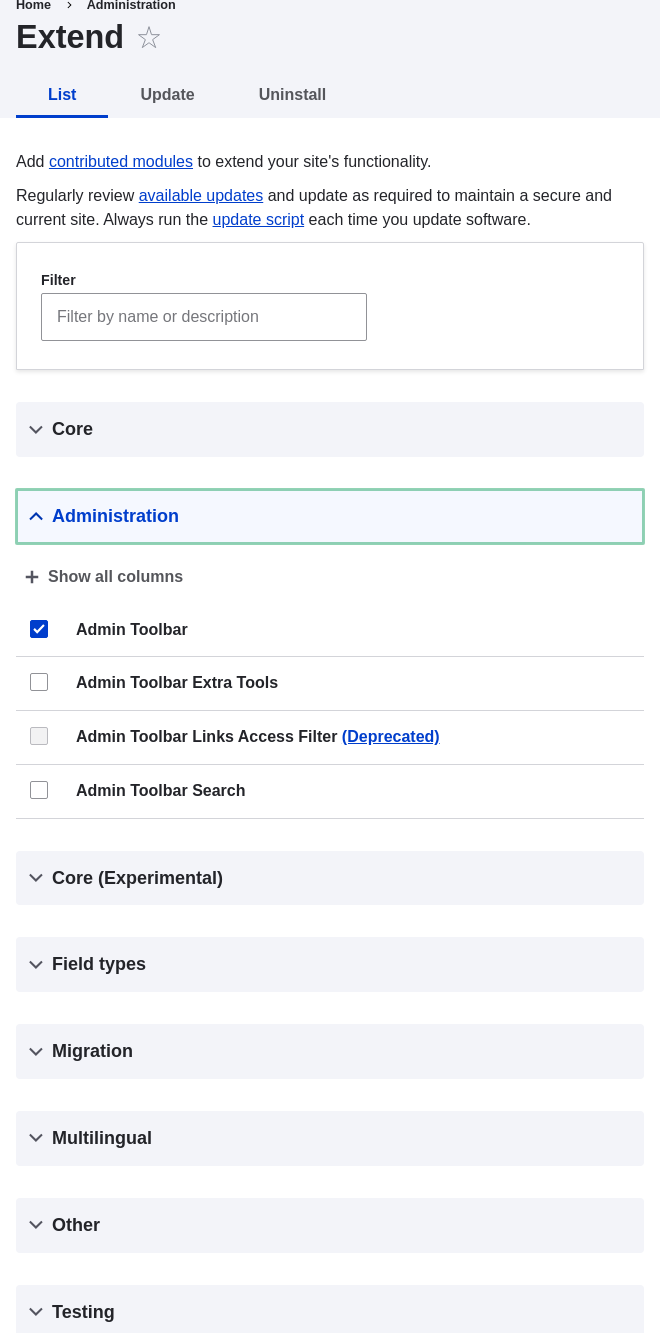 Home > Administration
Extend
List Update Uninstall
Add contributed modules to extend your site's functionality.
Regularly review available updates and update as required to maintain a secure and
current site. Always run the update script each time you update software.
Filter
Filter by name or description
Core
Administration
Show all columns
Admin Toolbar
Admin Toolbar Extra Tools
Admin Toolbar Links Access Filter (Deprecated)
Admin Toolbar Search
Core (Experimental)
Field types
Migration
Multilingual
Other
Testing